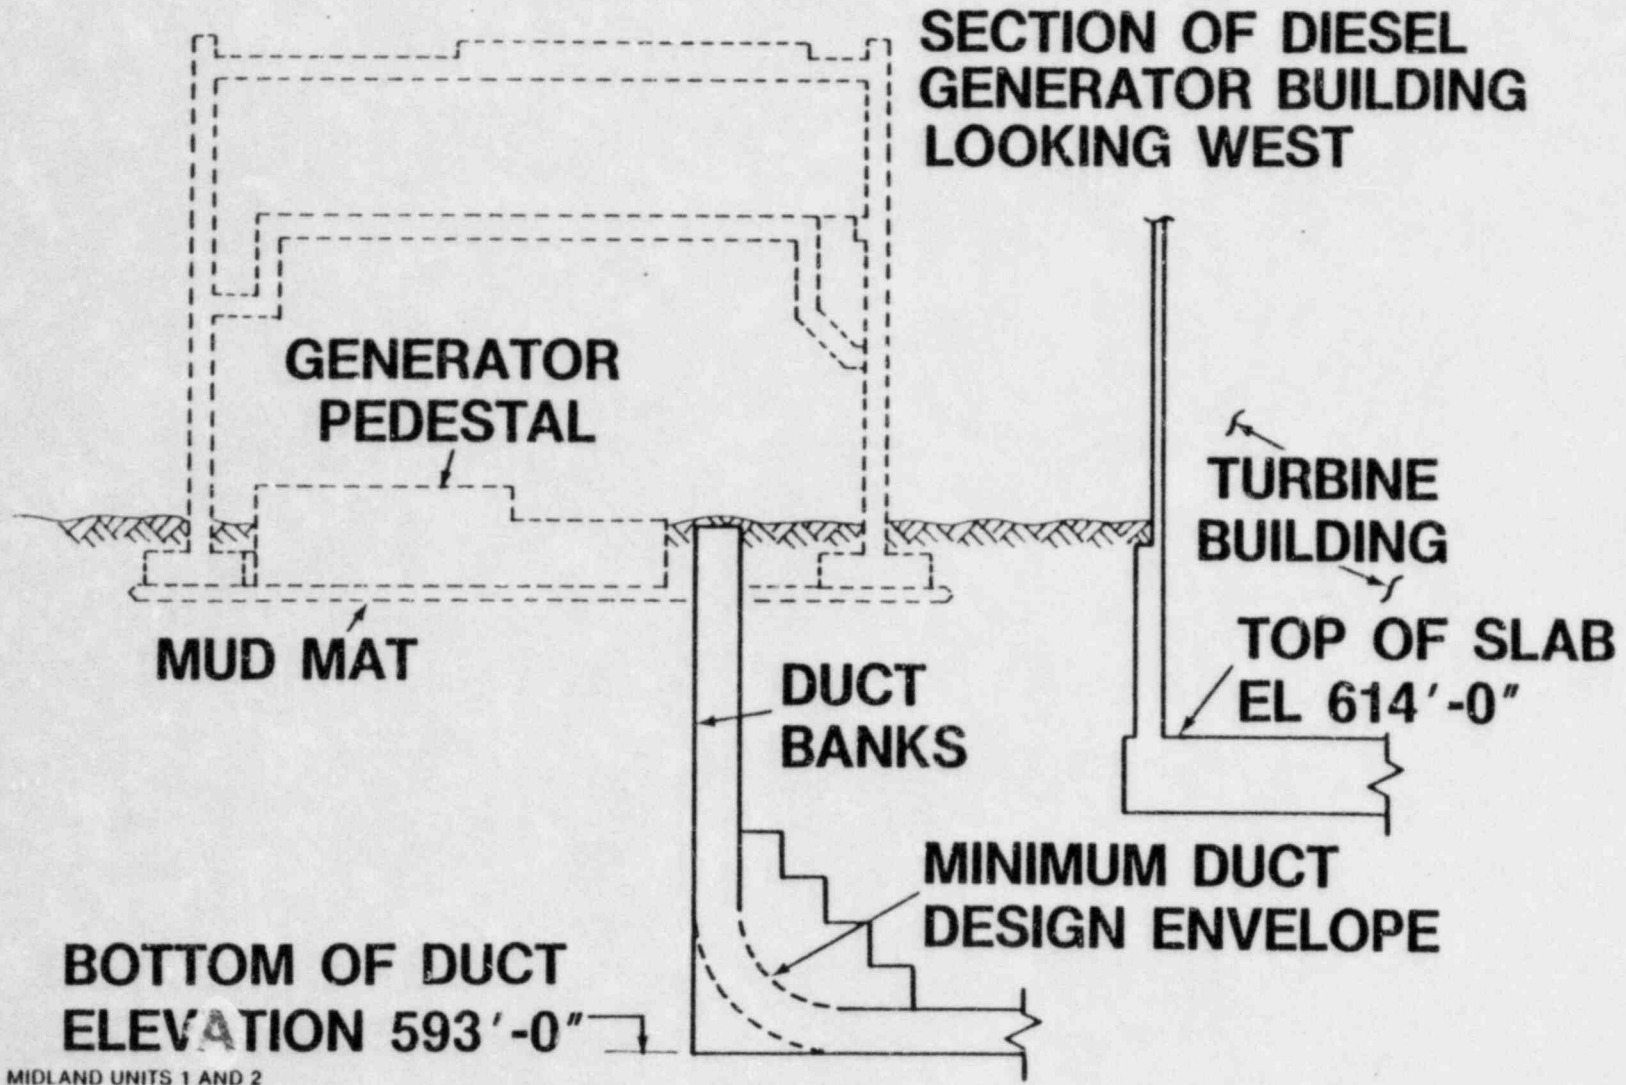 SECTION OF DIESEL
GENERATOR BUILDING
LOOKING WEST
GENERATOR
PEDESTAL
TURBINE
BUILDING
MUD MAT
TOP OF SLAB
EL 614'-0"
DUCT
BANKS
MINIMUM DUCT
DESIGN ENVELOPE
BOTTOM OF DUCT
ELEVATION 593'-0"
MIDLAND UNITS 1 AND 2